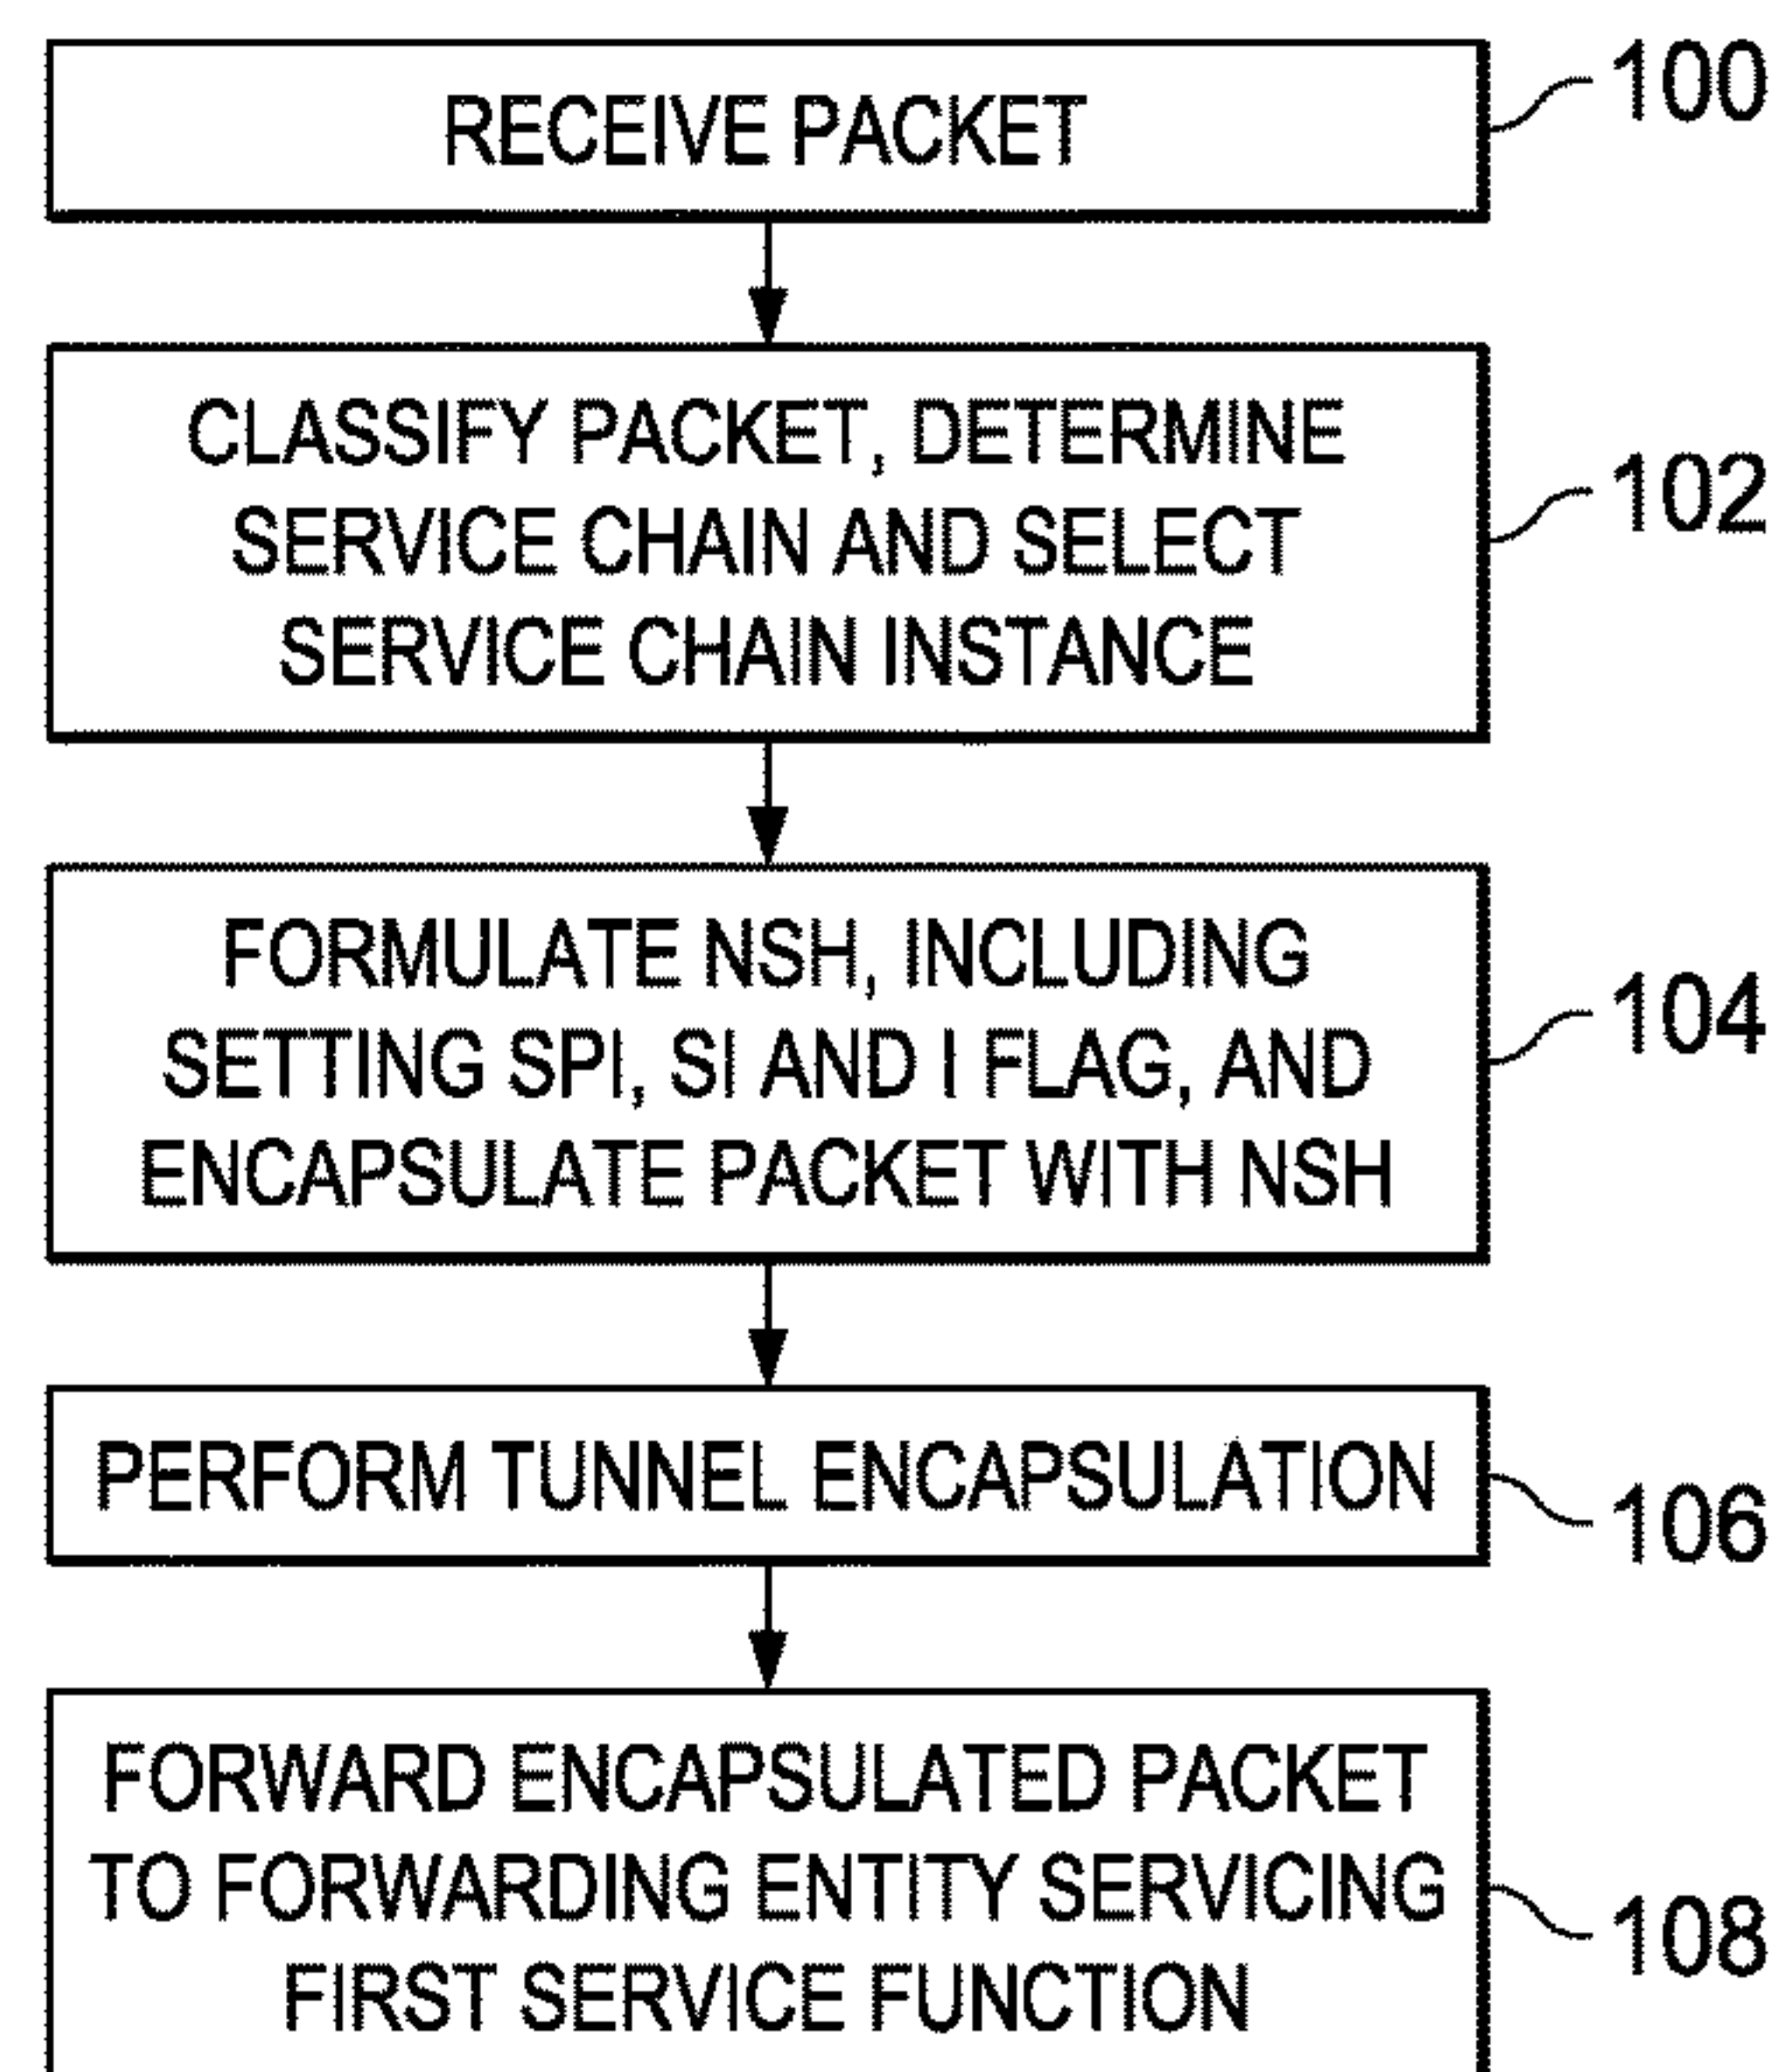 RECEIVE PACKET
100
CLASSIFY PACKET, DETERMINE
SERVICE CHAIN AND SELECT
SERVICE CHAIN INSTANCE
102
FORMULATE NSH, INCLUDING
SETTING SPI, SI AND I FLAG, AND
ENCAPSULATE PACKET WITH NSH
104
PERFORM TUNNEL ENCAPSULATION
106
FORWARD ENCAPSULATED PACKET
TO FORWARDING ENTITY SERVICING
FIRST SERVICE FUNCTION
108